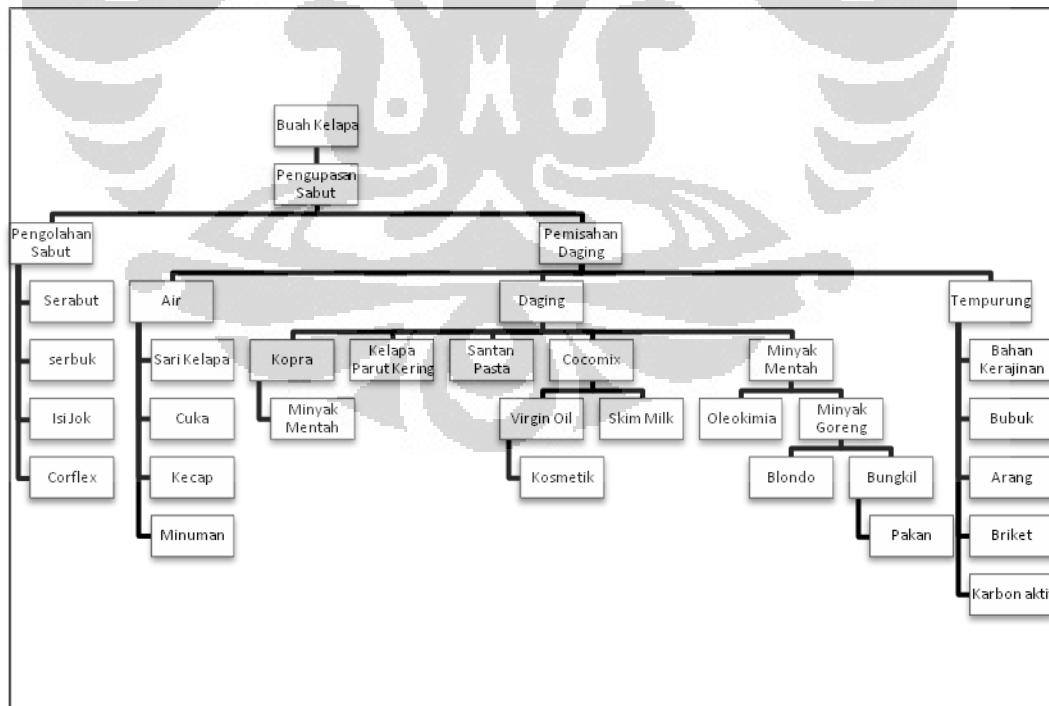 Buah Kelapa
Pengupasan
Sabut
Pengolahan
Sabut
Pemisahan
Daging
Serabut
Air
Daging
Tempurung
serbuk
Sari Kelapa
Kopra
Kelapa
Parut Kering
Santan
Pasta
Cocomix
Minyak
Mentah
Bahan
Kerajinan
Isi Jok
Cuka
Minyak
Mentah
Virgin Oil
Skim Milk
Oleokimia
Minyak
Goreng
Bubuk
Corflex
Kecap
Kosmetik
Blondo
Bungkil
Arang
Minuman
Pakan
Briket
Karbon aktif